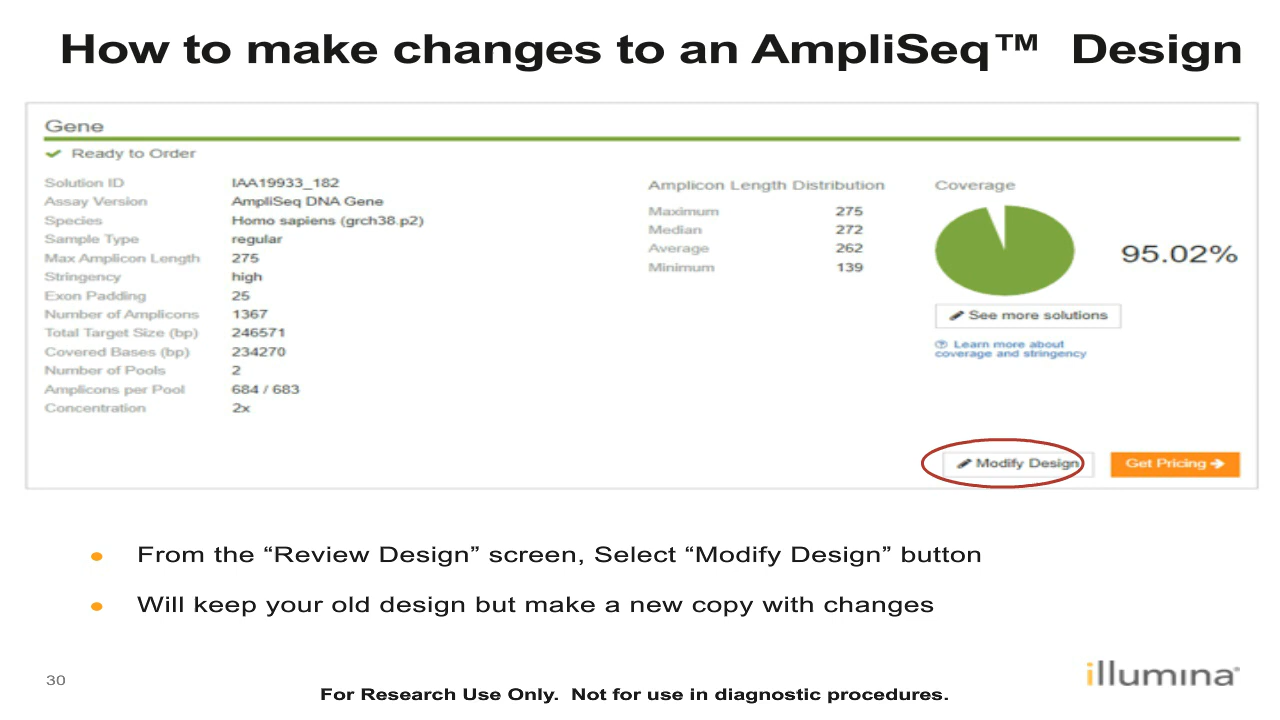 How to make changes to an AmpliSeq™ Design
Gene
Ready to Order
Solution ID IAA19933_182
Assay Version AmpliSeq DNA Gene
Species Homo sapiens (grch38.p2)
Sample Type regular
Max Amplicon Length 275
Stringency high
Exon Padding 25
Number of Amplicons 1367
Total Target Size (bp) 246571
Covered Bases (bp) 234270
Number of Pools 2
Amplicons per Pool 684 / 683
Concentration 2x
Amplicon Length Distribution
Maximum 275
Median 272
Average 262
Minimum 139
Coverage
95.02%
See more solutions
Learn more about
coverage and stringency
Modify Design
Get Pricing
From the “Review Design” screen, Select “Modify Design” button
Will keep your old design but make a new copy with changes
30
For Research Use Only. Not for use in diagnostic procedures.
illumina®